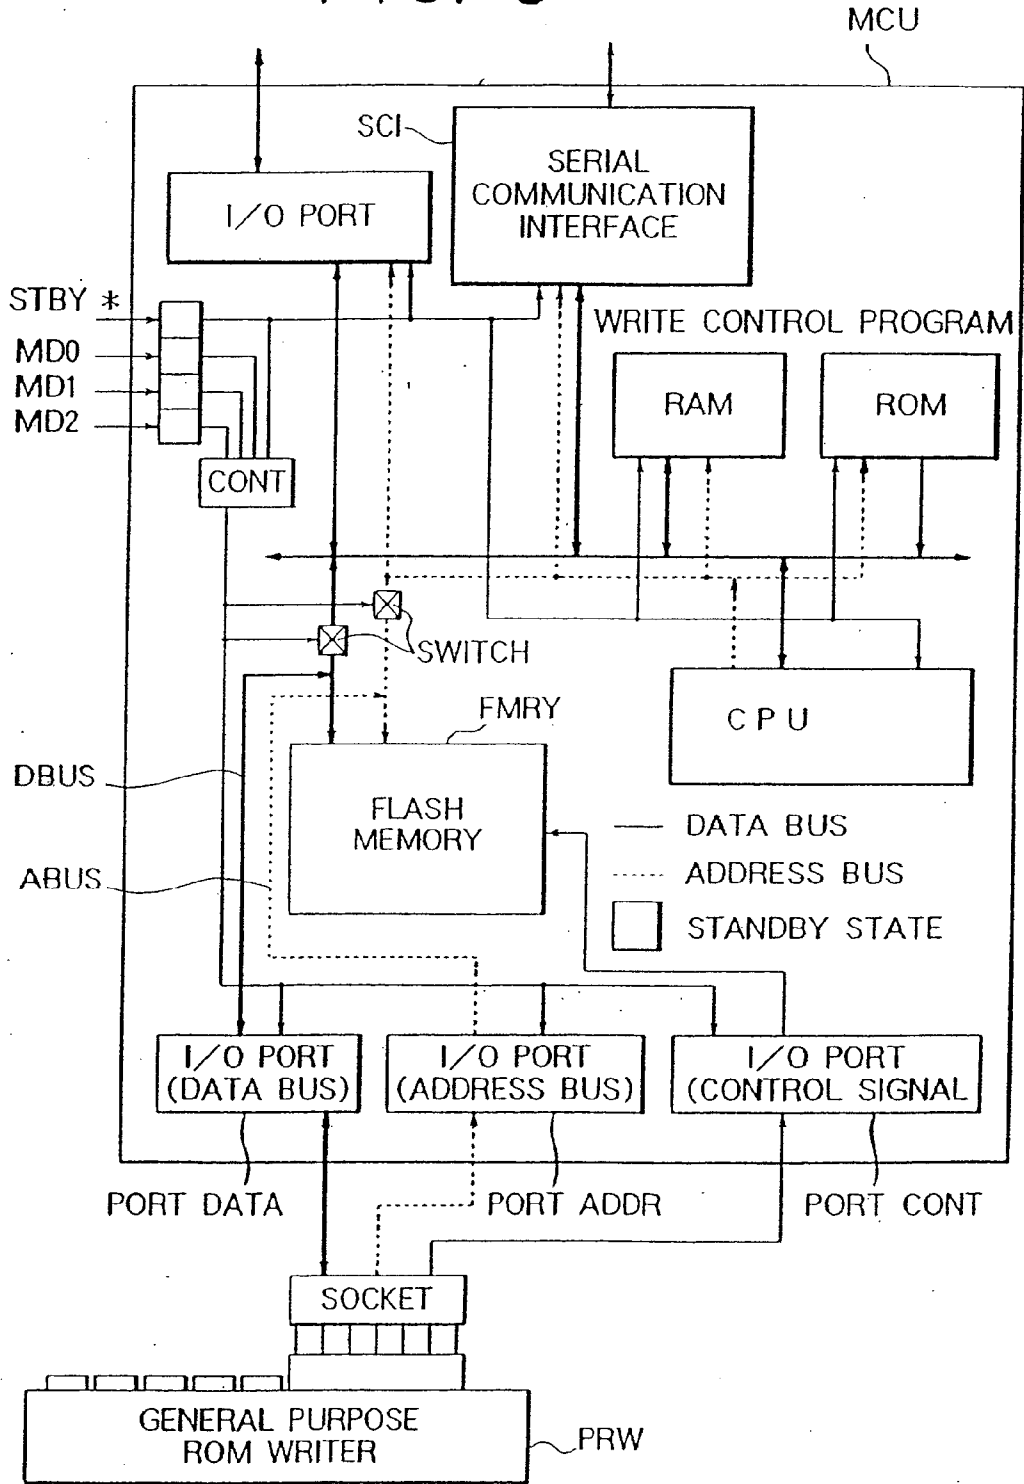 MCU
SCI
SERIAL
COMMUNICATION
INTERFACE
I/O PORT
STBY *
MD0
MD1
MD2
WRITE CONTROL PROGRAM
RAM
ROM
CONT
SWITCH
FMRY
CPU
DBUS
FLASH
MEMORY
DATA BUS
ABUS
ADDRESS BUS
STANDBY STATE
I/O PORT
(DATA BUS)
I/O PORT
(ADDRESS BUS)
I/O PORT
(CONTROL SIGNAL
PORT DATA
PORT ADDR
PORT CONT
SOCKET
GENERAL PURPOSE
ROM WRITER
PRW